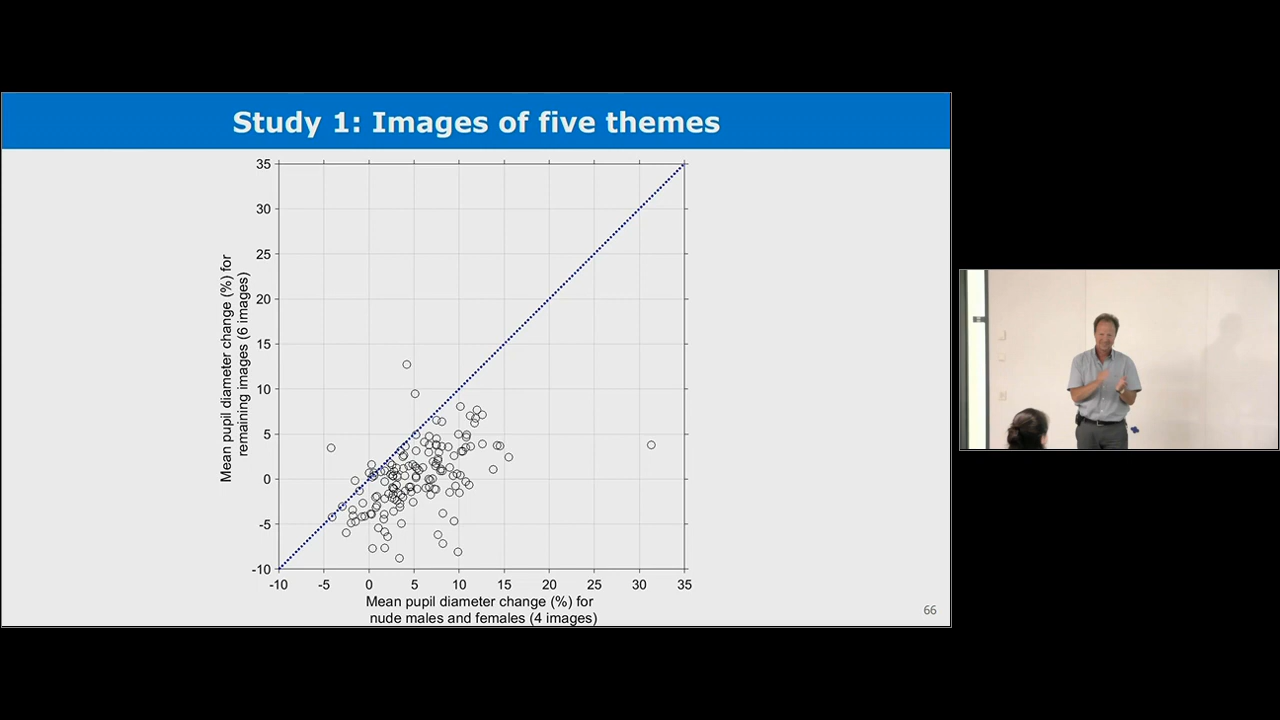 Study 1: Images of five themes
35
30
25
20
15
10
5
0
-5
-10
-10 -5 0 5 10 15 20 25 30 35
Mean pupil diameter change (%) for
remaining images (6 images)
Mean pupil diameter change (%) for
nude males and females (4 images)
66